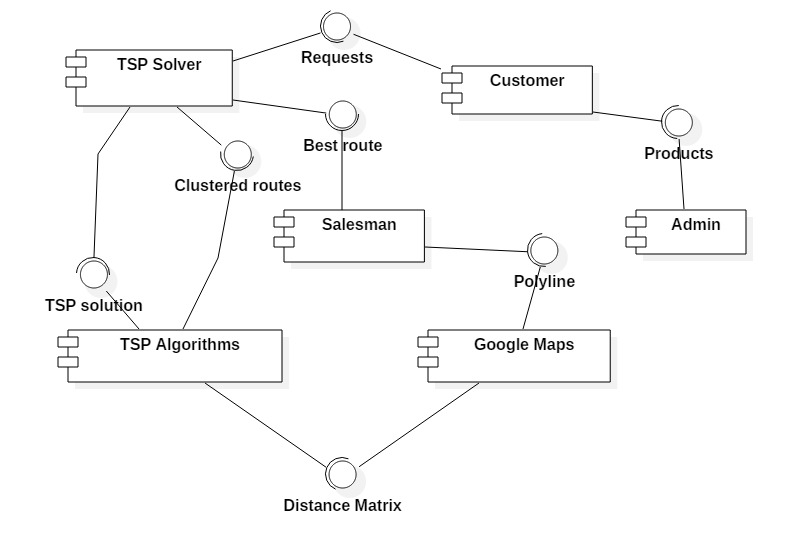 Requests
TSP Solver
Customer
Best route
Products
Clustered routes
Salesman
Admin
Polyline
TSP solution
TSP Algorithms
Google Maps
Distance Matrix